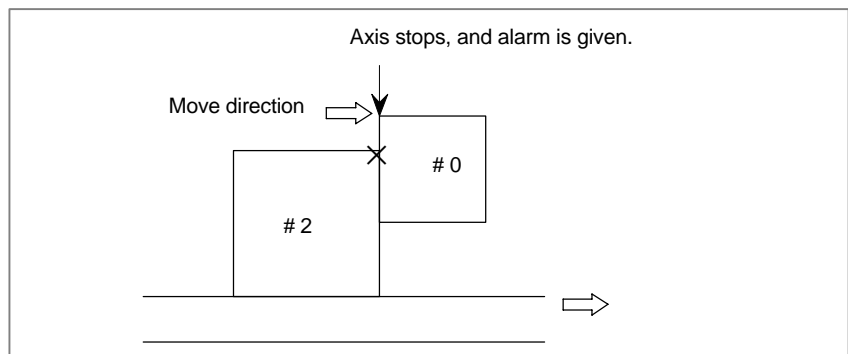 Axis stops, and alarm is given.
Move direction
# 0
# 2